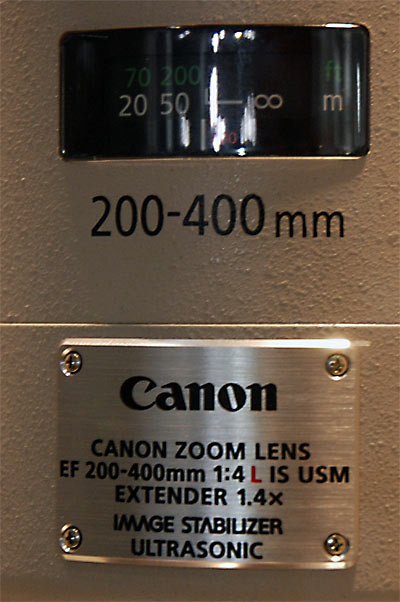 70 200 ft
20 50 ∞ m
200-400mm
Canon
CANON ZOOM LENS
EF 200-400mm 1:4 L IS USM
EXTENDER 1.4×
IMAGE STABILIZER
ULTRASONIC